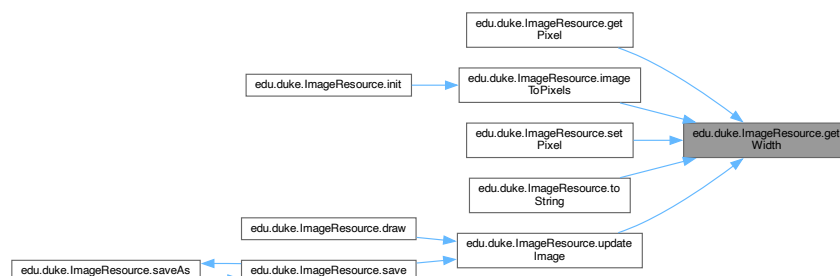 edu.duke.ImageResource.get
Pixel
edu.duke.ImageResource.init
edu.duke.ImageResource.image
ToPixels
edu.duke.ImageResource.set
Pixel
edu.duke.ImageResource.get
Width
edu.duke.ImageResource.to
String
edu.duke.ImageResource.draw
edu.duke.ImageResource.update
Image
edu.duke.ImageResource.saveAs
edu.duke.ImageResource.save